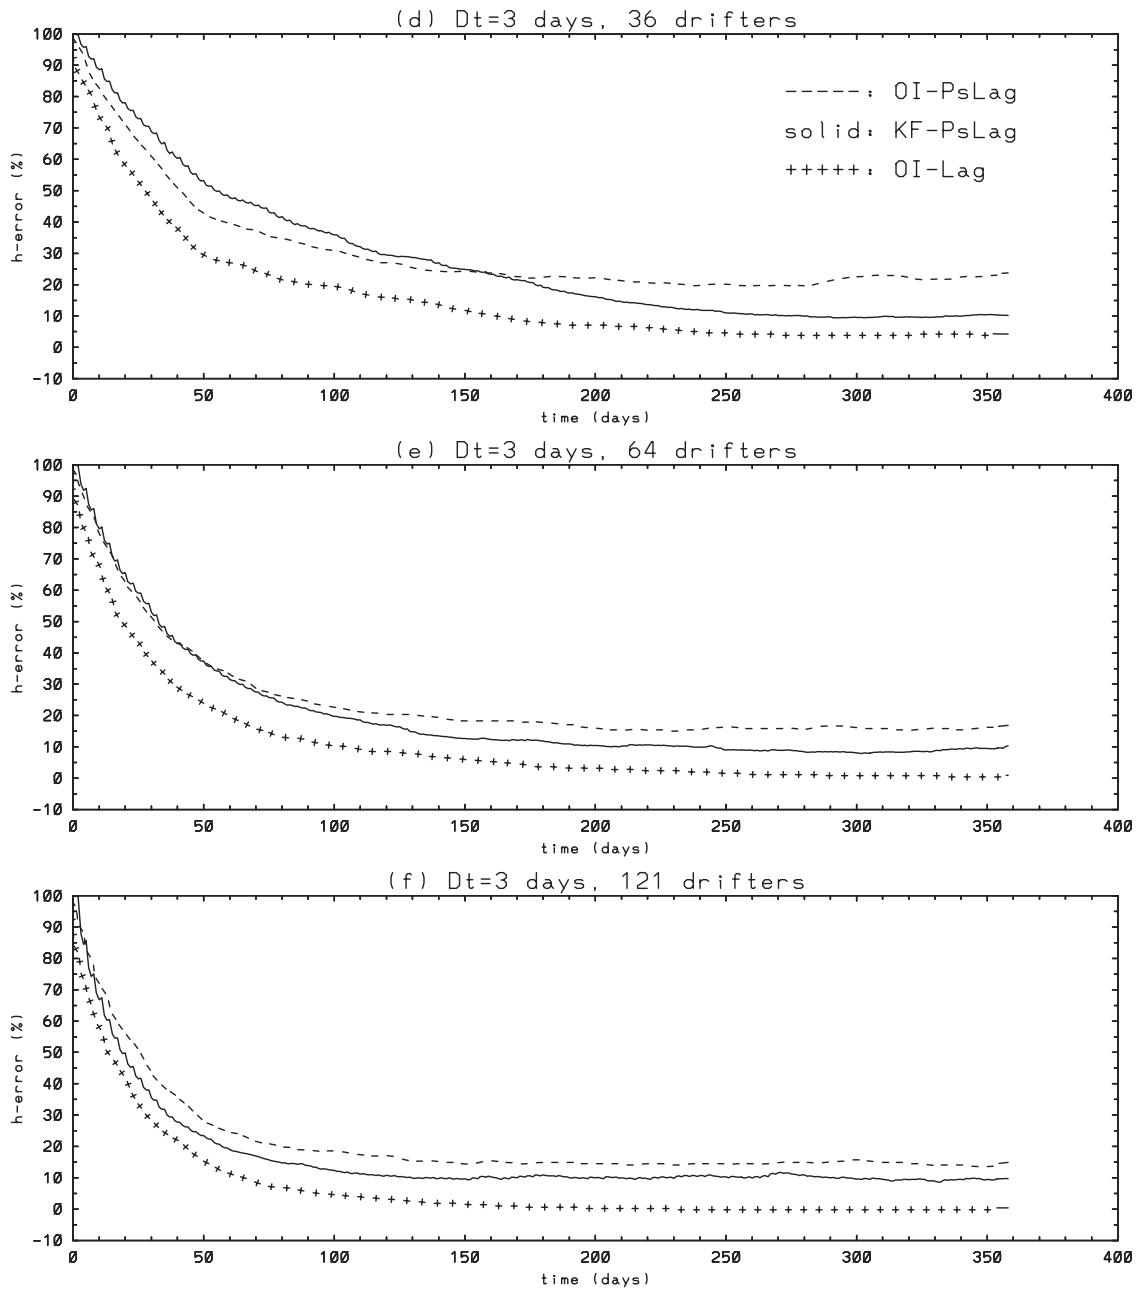 (d) Dt=3 days, 36 drifters
100
90
80
70
60
50
40
30
20
10
0
-10
h-error (%)
-----: OI-PsLag
solid: KF-PsLag
+++++: OI-Lag
0 50 100 150 200 250 300 350 400
time (days)
(e) Dt=3 days, 64 drifters
100
90
80
70
60
50
40
30
20
10
0
-10
h-error (%)
0 50 100 150 200 250 300 350 400
time (days)
(f) Dt=3 days, 121 drifters
100
90
80
70
60
50
40
30
20
10
0
-10
h-error (%)
0 50 100 150 200 250 300 350 400
time (days)